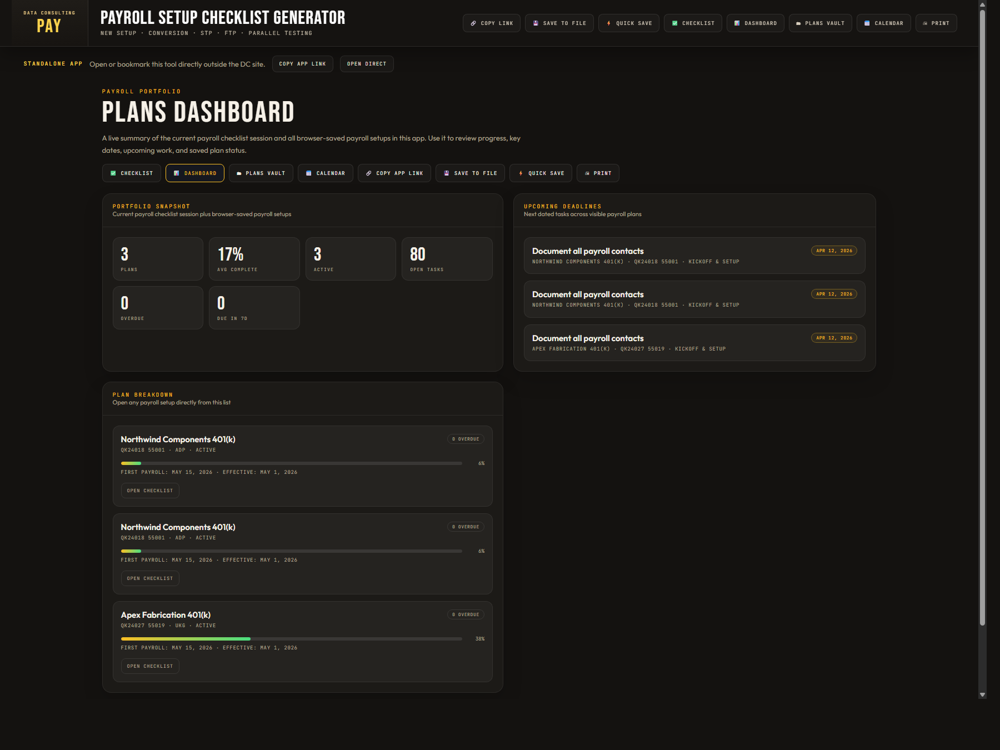 DATA CONSULTING
PAY
PAYROLL SETUP CHECKLIST GENERATOR
NEW SETUP · CONVERSION · STP · FTP · PARALLEL TESTING
COPY LINK
SAVE TO FILE
QUICK SAVE
CHECKLIST
DASHBOARD
PLANS VAULT
CALENDAR
PRINT
STANDALONE APP
Open or bookmark this tool directly outside the DC site.
COPY APP LINK
OPEN DIRECT
PAYROLL PORTFOLIO
PLANS DASHBOARD
A live summary of the current payroll checklist session and all browser-saved payroll setups in this app. Use it to review progress, key
dates, upcoming work, and saved plan status.
CHECKLIST
DASHBOARD
PLANS VAULT
CALENDAR
COPY APP LINK
SAVE TO FILE
QUICK SAVE
PRINT
PORTFOLIO SNAPSHOT
Current payroll checklist session plus browser-saved payroll setups
3
PLANS
17%
AVG COMPLETE
3
ACTIVE
80
OPEN TASKS
0
OVERDUE
0
DUE IN 7D
UPCOMING DEADLINES
Next dated tasks across visible payroll plans
Document all payroll contacts
APR 12, 2026
NORTHWIND COMPONENTS 401(K) · QK24018 55001 · KICKOFF & SETUP
Document all payroll contacts
APR 12, 2026
NORTHWIND COMPONENTS 401(K) · QK24018 55001 · KICKOFF & SETUP
Document all payroll contacts
APR 12, 2026
APEX FABRICATION 401(K) · QK24027 55019 · KICKOFF & SETUP
PLAN BREAKDOWN
Open any payroll setup directly from this list
Northwind Components 401(k)
0 OVERDUE
QK24018 55001 · ADP · ACTIVE
6%
FIRST PAYROLL: MAY 15, 2026 · EFFECTIVE: MAY 1, 2026
OPEN CHECKLIST
Northwind Components 401(k)
0 OVERDUE
QK24018 55001 · ADP · ACTIVE
6%
FIRST PAYROLL: MAY 15, 2026 · EFFECTIVE: MAY 1, 2026
OPEN CHECKLIST
Apex Fabrication 401(k)
0 OVERDUE
QK24027 55019 · UKG · ACTIVE
38%
FIRST PAYROLL: MAY 15, 2026 · EFFECTIVE: MAY 1, 2026
OPEN CHECKLIST